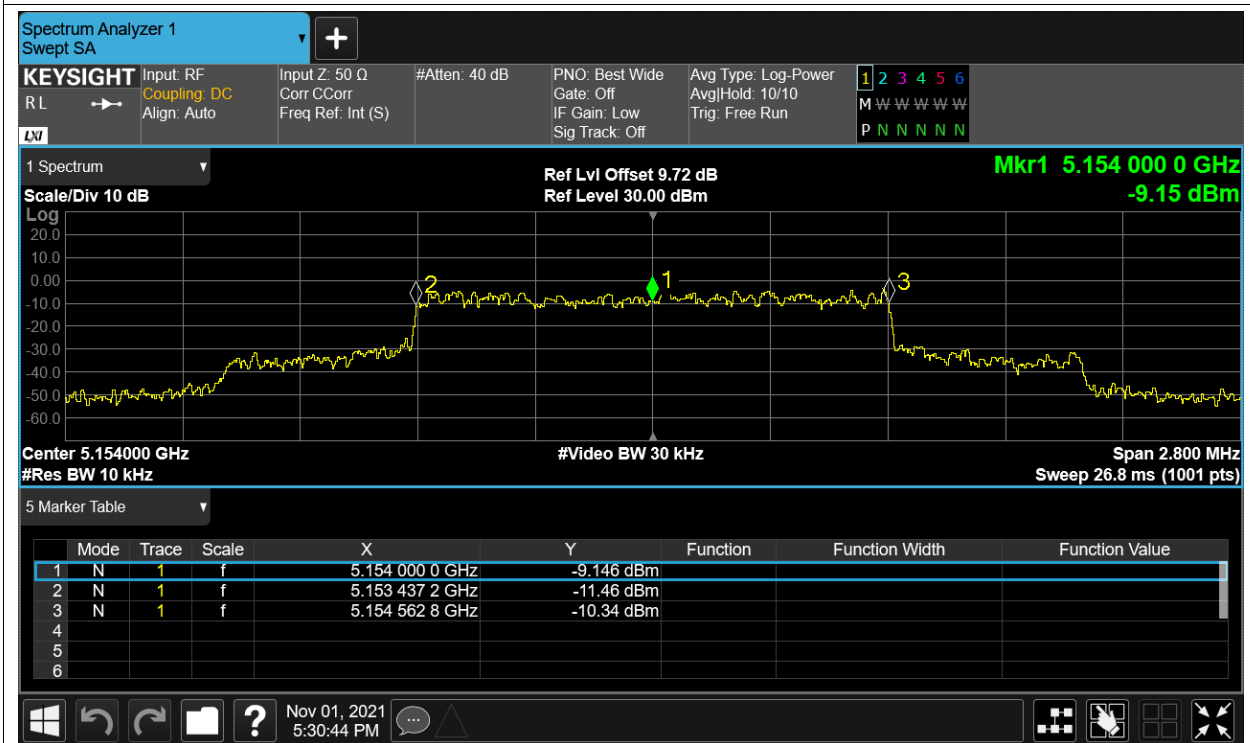 Spectrum Analyzer 1
Swept SA
+
KEYSIGHT
R L
LXI
Input: RF
Coupling: DC
Align: Auto
Input Z: 50 Ω
Corr CCorr
Freq Ref: Int (S)
#Atten: 40 dB
PNO: Best Wide
Gate: Off
IF Gain: Low
Sig Track: Off
Avg Type: Log-Power
Avg|Hold: 10/10
Trig: Free Run
1 2 3 4 5 6
M W W W W W
P N N N N N
1 Spectrum
Scale/Div 10 dB
Ref Lvl Offset 9.72 dB
Ref Level 30.00 dBm
Mkr1 5.154 000 0 GHz
-9.15 dBm
Log
20.0
10.0
0.00
-10.0
-20.0
-30.0
-40.0
-50.0
-60.0
2
1
3
Center 5.154000 GHz
#Video BW 30 kHz
Span 2.800 MHz
#Res BW 10 kHz
Sweep 26.8 ms (1001 pts)
5 Marker Table
Mode Trace Scale X Y Function Function Width Function Value
1 N 1 f 5.154 000 0 GHz -9.146 dBm
2 N 1 f 5.153 437 2 GHz -11.46 dBm
3 N 1 f 5.154 562 8 GHz -10.34 dBm
4
5
6
?
Nov 01, 2021
5:30:44 PM